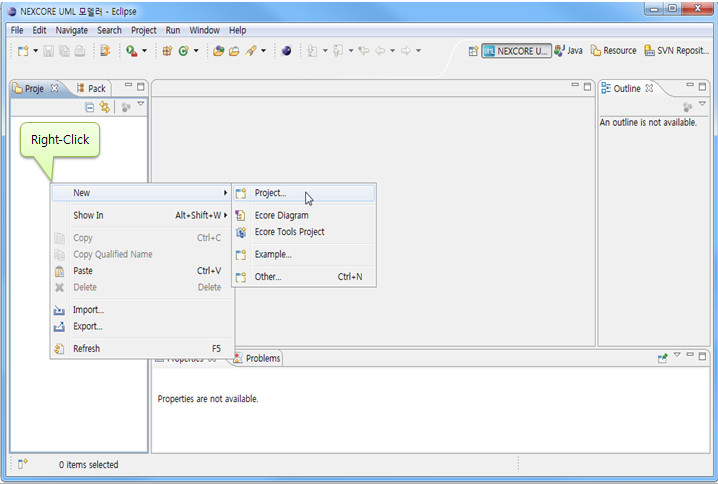 NEXCORE UML 모델러 - Eclipse
File Edit Navigate Search Project Run Window Help
NEXCORE U... Java Resource SVN Reposit...
Proje Pack Outline
An outline is not available.
Right-Click
New Project...
Show In Alt+Shift+W Ecore Diagram
Ecore Tools Project
Copy Ctrl+C
Copy Qualified Name Example...
Paste Ctrl+V Other... Ctrl+N
Delete Delete
Import...
Export...
Refresh F5
Properties Problems
Properties are not available.
0 items selected